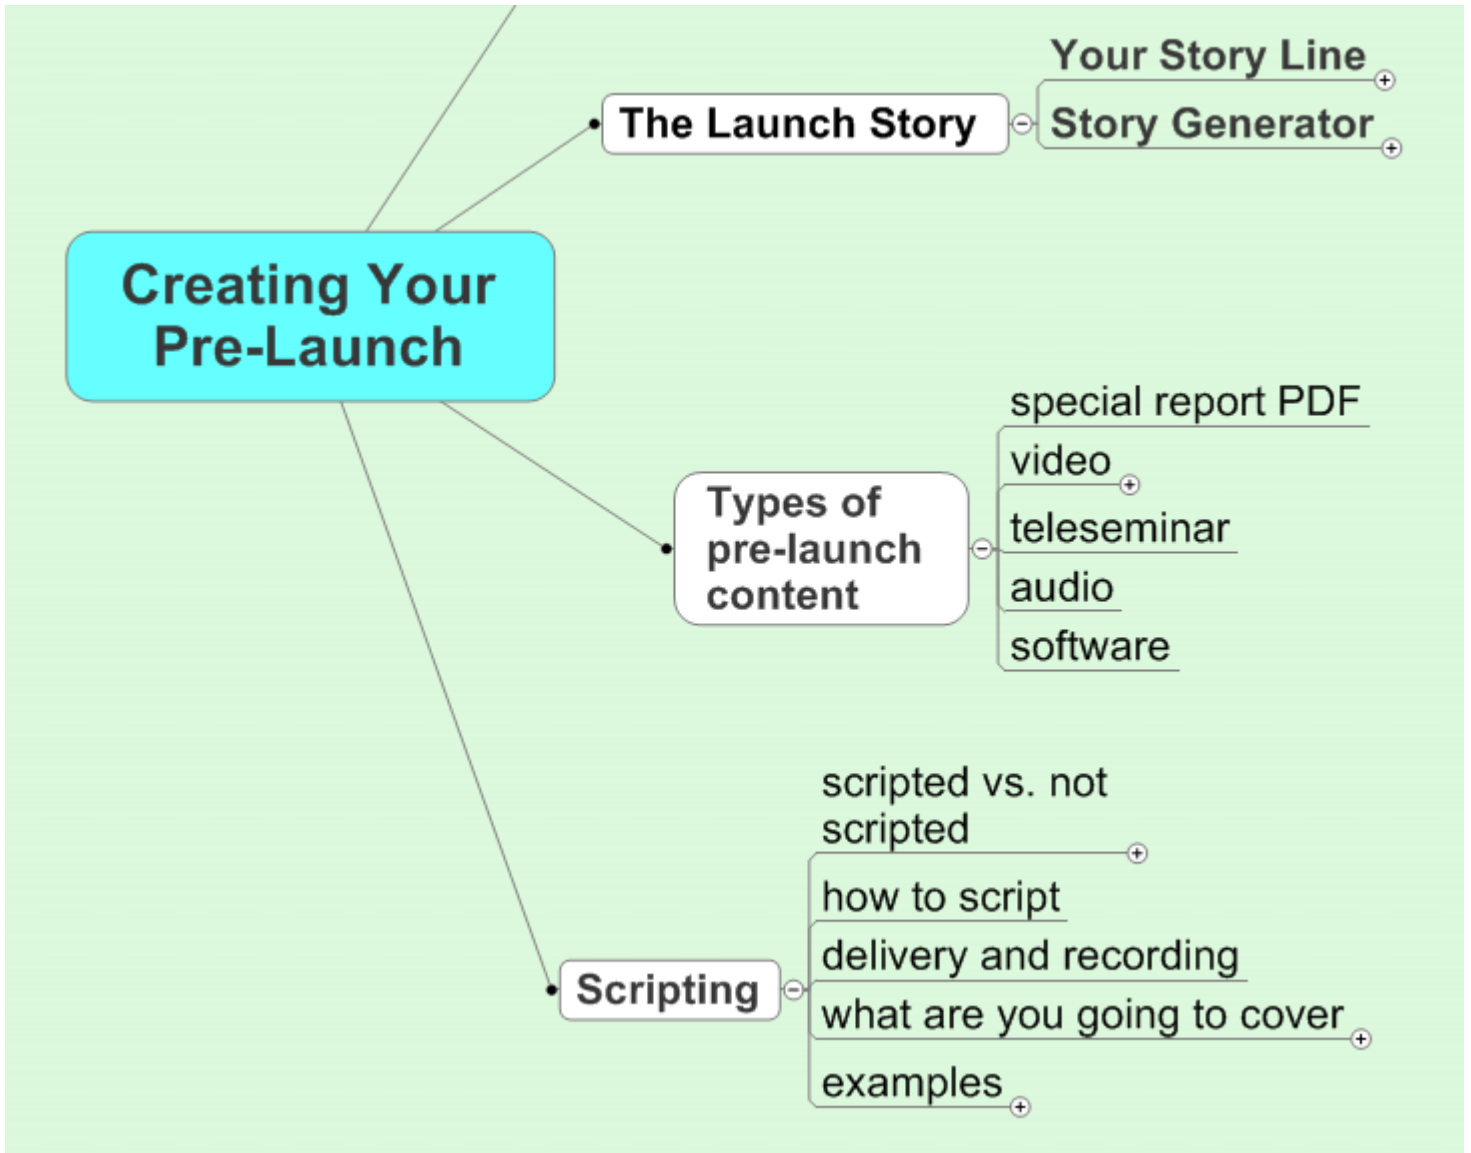 Your Story Line
The Launch Story
Story Generator
Creating Your
Pre-Launch
special report PDF
video
Types of
pre-launch
content
teleseminar
audio
software
scripted vs. not
scripted
how to script
delivery and recording
Scripting
what are you going to cover
examples